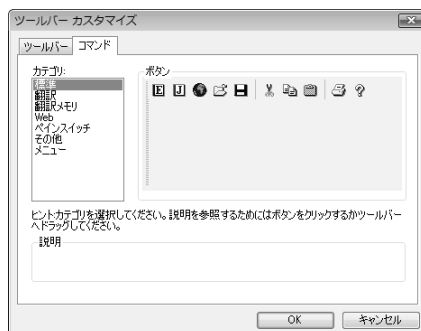 ツールバー カスタマイズ
ツールバー コマンド
カテゴリ:
標準
翻訳
翻訳メモリ
Web
ペインスイッチ
その他
メニュー
ボタン
E J
ヒント:カテゴリを選択してください。説明を参照するためにはボタンをクリックするかツールバー
へドラッグしてください。
説明
OK キャンセル